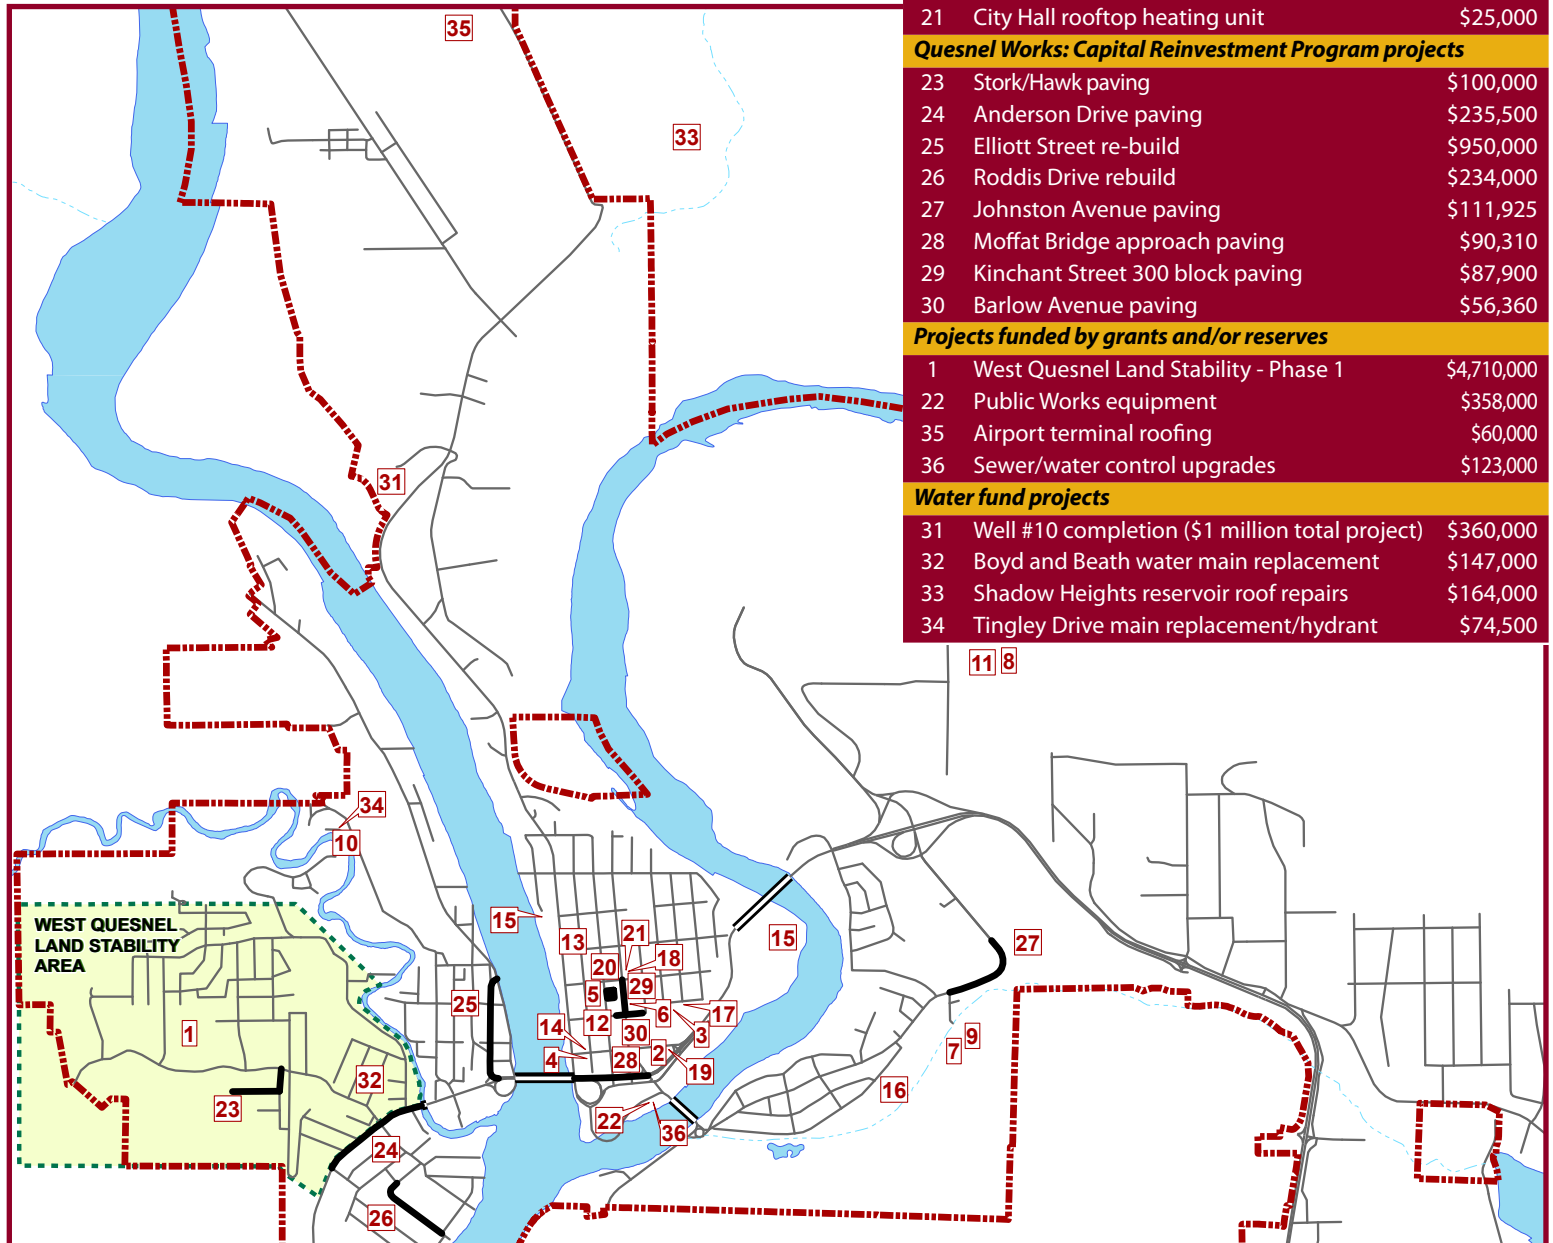 21 City Hall rooftop heating unit $25,000
Quesnel Works: Capital Reinvestment Program projects
23 Stork/Hawk paving $100,000
24 Anderson Drive paving $235,500
25 Elliott Street re-build $950,000
26 Roddis Drive rebuild $234,000
27 Johnston Avenue paving $111,925
28 Moffat Bridge approach paving $90,310
29 Kinchant Street 300 block paving $87,900
30 Barlow Avenue paving $56,360
Projects funded by grants and/or reserves
1 West Quesnel Land Stability - Phase 1 $4,710,000
22 Public Works equipment $358,000
35 Airport terminal roofing $60,000
36 Sewer/water control upgrades $123,000
Water fund projects
31 Well #10 completion ($1 million total project) $360,000
32 Boyd and Beath water main replacement $147,000
33 Shadow Heights reservoir roof repairs $164,000
34 Tingley Drive main replacement/hydrant $74,500
35
33
31
11 8
34
10
WEST QUESNEL
LAND STABILITY
AREA
15
13
21
18
20
29
5
15
27
25
1
12
6
17
14
30
3
4
28
2
19
9
7
32
23
16
22
36
24
26